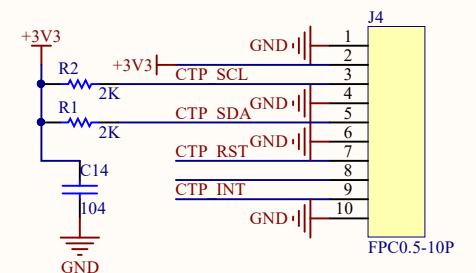 J4
+3V3
GND
1
+3V3
2
R2
2K
CTP_SCL
3
GND
4
R1
2K
CTP_SDA
5
GND
6
CTP_RST
7
8
C14
104
CTP_INT
9
GND
10
FPC0.5-10P
GND